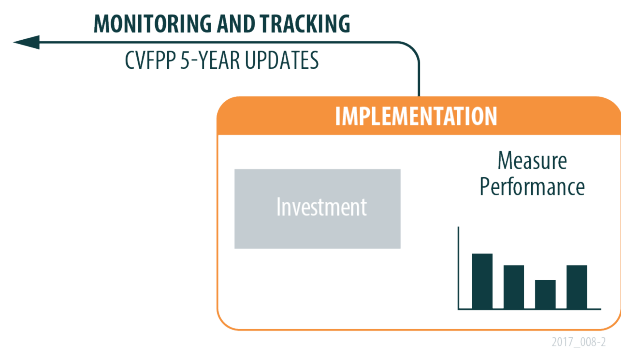 MONITORING AND TRACKING
CVFPP 5-YEAR UPDATES
IMPLEMENTATION
Investment
Measure
Performance
2017_008-2